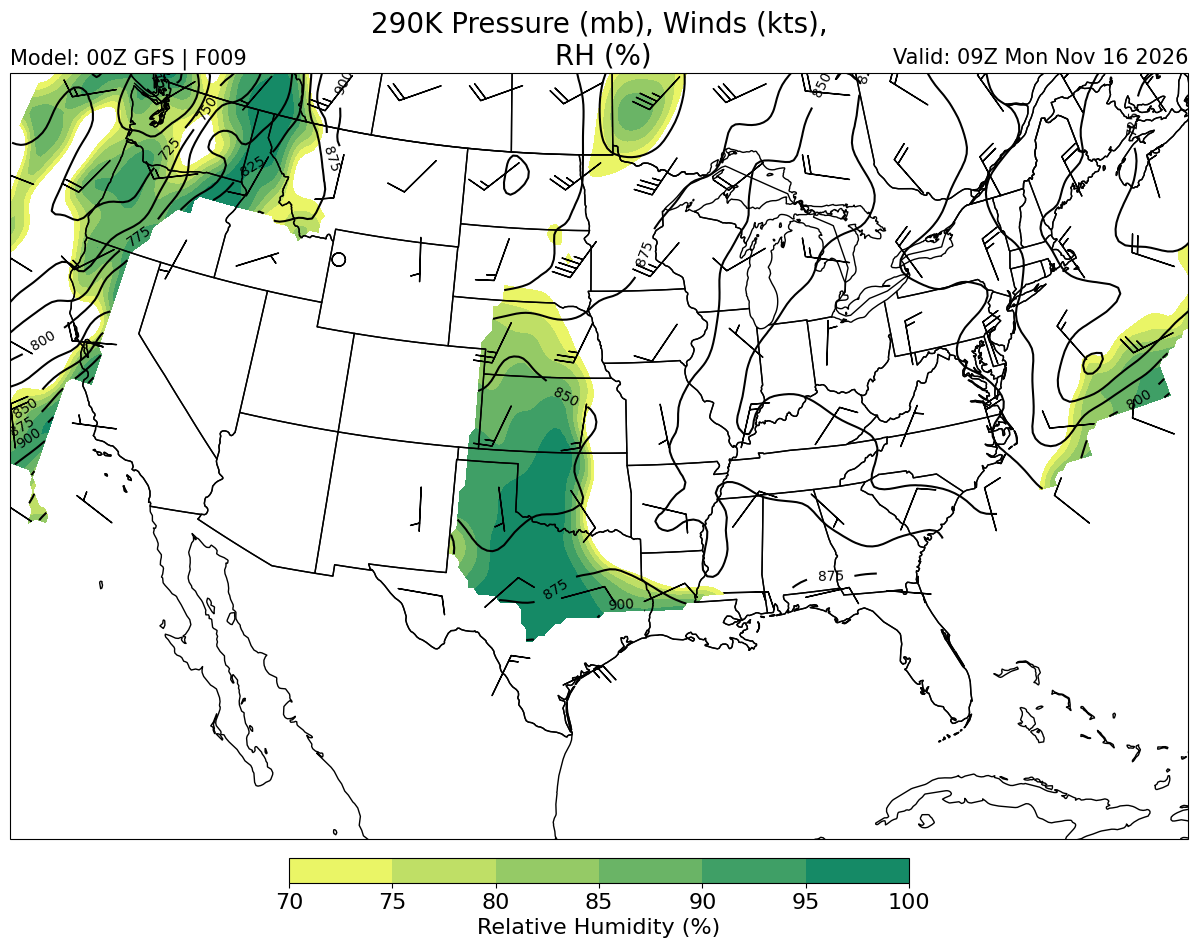 290K Pressure (mb), Winds (kts),
RH (%)
Model: 00Z GFS | F009
Valid: 09Z Mon Nov 16 2026
900
850
750
725
875
825
775
875
800
850
875
900
850
800
875
900
875
70 75 80 85 90 95 100
Relative Humidity (%)